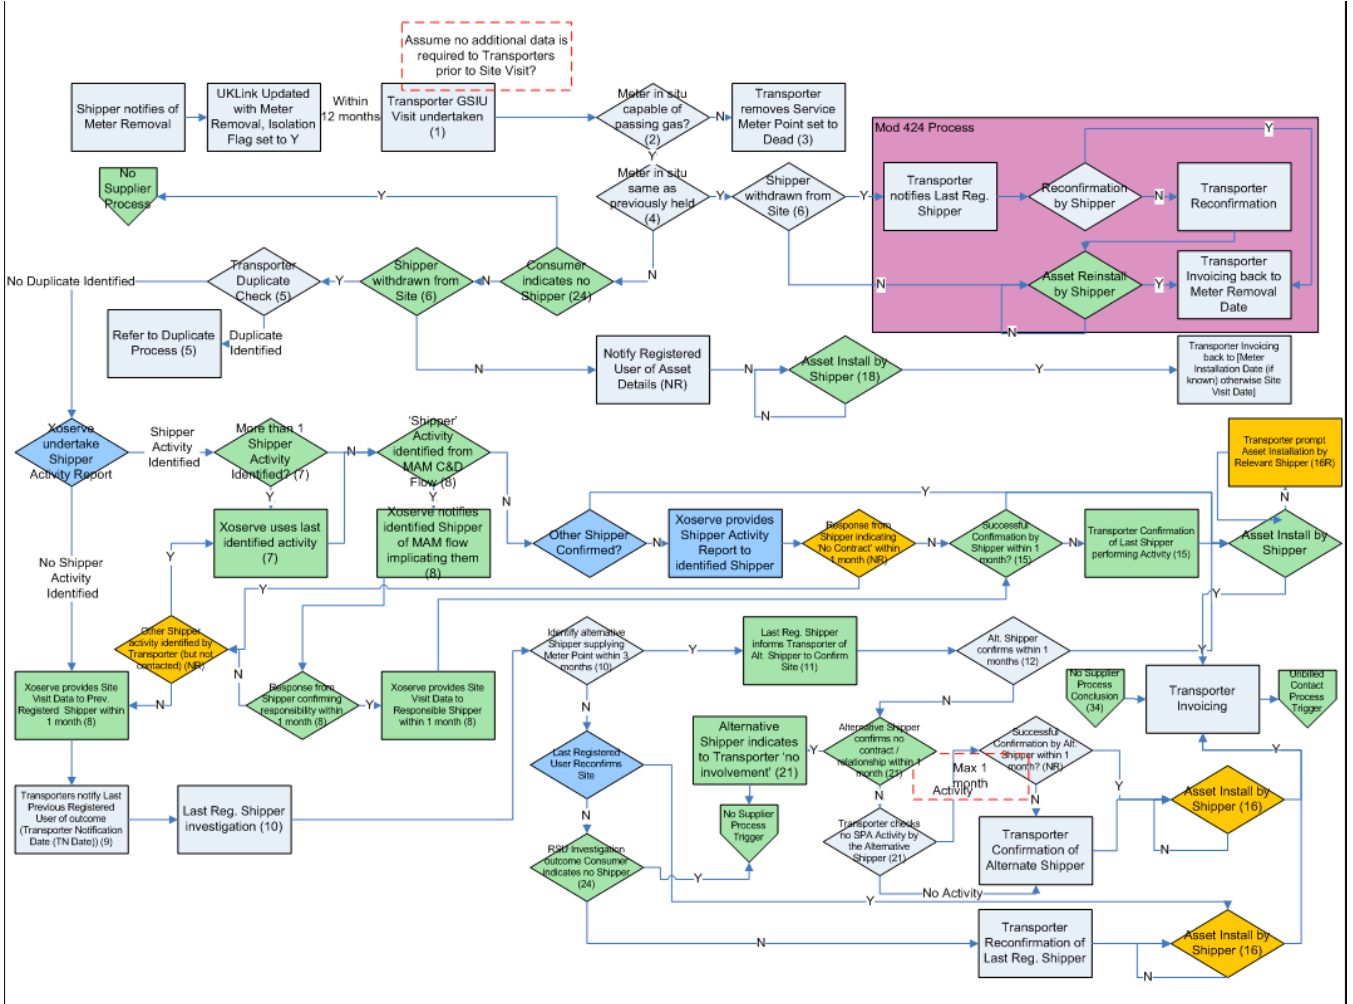 Assume no additional data is
required to Transporters
prior to Site Visit?
Shipper notifies of
Meter Removal
UKLink Updated
with Meter
Removal, Isolation
Flag set to Y
Within
12 months
Transporter GSIU
Visit undertaken
(1)
Meter in situ
capable of
passing gas?
(2)
N
Transporter
removes Service
Meter Point set to
Dead (3)
Y
Mod 424 Process
Y
No
Supplier
Process
Y
Meter in situ
same as
previously held
(4)
Y
Shipper
withdrawn from
Site (6)
Y
Transporter
notifies Last Reg.
Shipper
Reconfirmation
by Shipper
N
Transporter
Reconfirmation
N
No Duplicate Identified
Transporter
Duplicate
Check (5)
Y
Shipper
withdrawn from
Site (6)
N
Consumer
indicates no
Shipper (24)
N
Asset Reinstall
by Shipper
Y
Transporter
Invoicing back to
Meter Removal
Date
N
Refer to Duplicate
Process (5)
Duplicate
Identified
N
Notify Registered
User of Asset
Details (NR)
N
Asset Install by
Shipper (18)
N
Y
Transporter Invoicing
back to [Meter
Installation Date (if
known) otherwise Site
Visit Date]
Xoserve
undertake
Shipper
Activity Report
Shipper
Activity
Identified
More than 1
Shipper
Activity
Identified? (7)
N
'Shipper'
Activity
identified from
MAM C&D
Flow (8)
N
Transporter prompt
Asset Installation by
Relevant Shipper (16R)
N
Y
Y
Y
Xoserve uses last
identified activity
(7)
Xoserve notifies
identified Shipper
of MAM flow
implicating them
(8)
Other Shipper
Confirmed?
N
Xoserve provides
Shipper Activity
Report to
identified Shipper
Response from
Shipper indicating
'No Contract' within
1 month (NR)
N
Successful
Confirmation by
Shipper within 1
month? (15)
N
Transporter Confirmation
of Last Shipper
performing Activity (15)
Asset Install by
Shipper
Y
Y
Y
No Shipper
Activity
Identified
Other Shipper
activity identified by
Transporter (but not
contacted) (NR)
N
N
Xoserve provides Site
Visit Data to Prev.
Registerd Shipper within
1 month (8)
Response from
Shipper confirming
responsibility within
1 month (8)
Y
Xoserve provides Site
Visit Data to
Responsible Shipper
within 1 month (8)
Identify alternative
Shipper supplying
Meter Point within 3
months (10)
Y
Last Reg. Shipper
informs Transporter of
Alt. Shipper to Confirm
Site (11)
Alt. Shipper
confirms within 1
months (12)
Y
N
N
No Supplier
Process
Conclusion
(34)
Transporter
Invoicing
Unbilled
Contact
Process
Trigger
Last Registered
User Reconfirms
Site
N
Alternative
Shipper indicates
to Transporter 'no
involvement' (21)
Y
Alternative Shipper
confirms no
contract /
relationship within 1
month (21)
N
Max 1
month
Activity
Successful
Confirmation by Alt.
Shipper within 1
month? (NR)
N
Y
Y
Asset Install by
Shipper (16)
N
Transporters notify Last
Previous Registered
User of outcome
(Transporter Notification
Date (TN Date)) (9)
Last Reg. Shipper
investigation (10)
No Supplier
Process
Trigger
Transporter checks
no SPA Activity by
the Alternative
Shipper (21)
Transporter
Confirmation of
Alternate Shipper
No Activity
RSU Investigation
outcome Consumer
indicates no Shipper
(24)
Y
Y
N
Transporter
Reconfirmation of
Last Reg. Shipper
Asset Install by
Shipper (16)
N